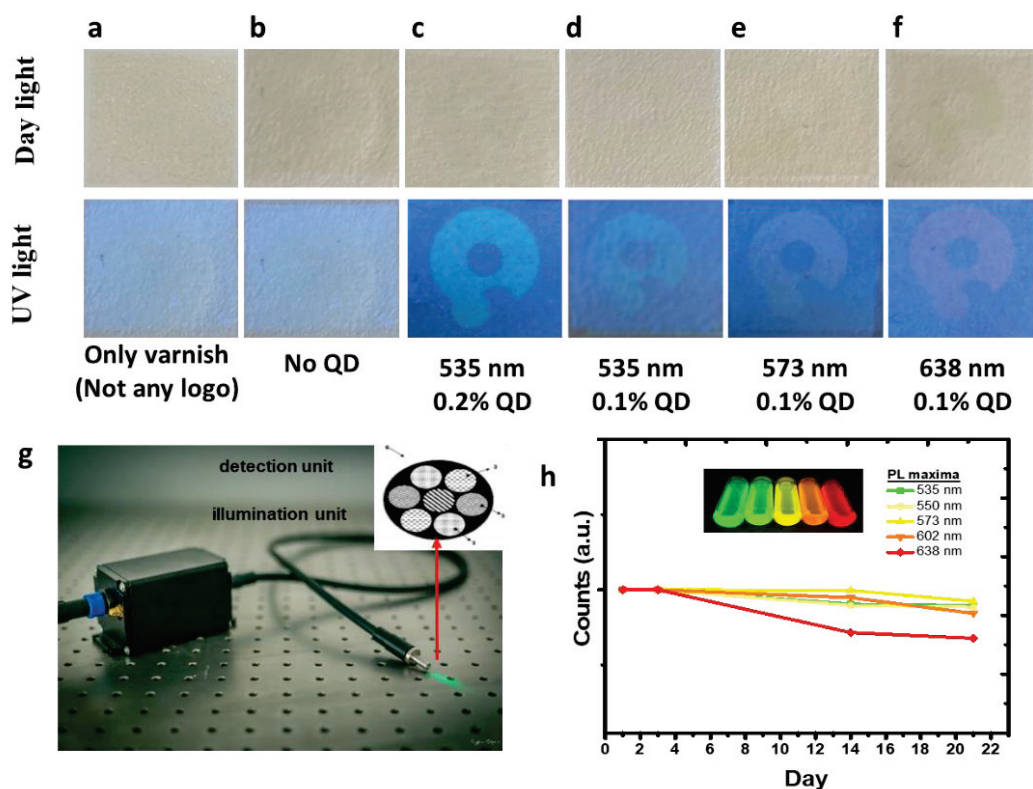 a b c d e f
Day light
UV light
Only varnish
(Not any logo)
No QD
535 nm
0.2% QD
535 nm
0.1% QD
573 nm
0.1% QD
638 nm
0.1% QD
g
detection unit
illumination unit
h
PL maxima
535 nm
550 nm
573 nm
602 nm
638 nm
Counts (a.u.)
0 2 4 6 8 10 12 14 16 18 20 22
Day